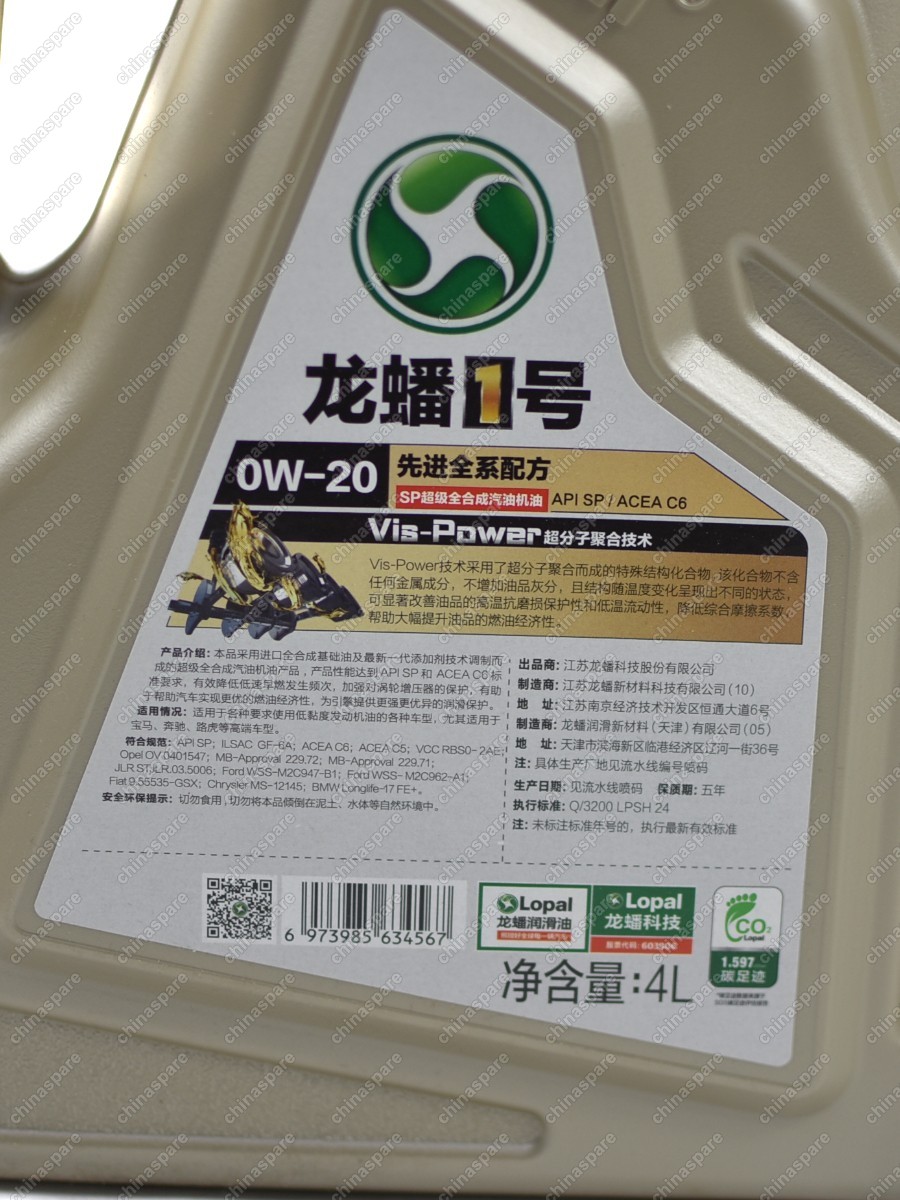 龙蟠1号
0W-20
先进全系配方
SP超级全合成汽油机油 API SP / ACEA C6
Vis-Power超分子聚合技术
Vis-Power技术采用了超分子聚合而成的特殊结构化合物,该化合物不含
任何金属成分,不增加油品灰分,且结构随温度变化呈现出不同的状态,
可显著改善油品的高温抗磨损保护性和低温流动性,降低综合摩擦系数,
帮助大幅提升油品的燃油经济性。
产品介绍:本品采用进口全合成基础油及最新一代添加剂技术调制而
成的超级全合成汽油机油产品,产品性能达到API SP和 ACEA C6标
准要求,有效降低低速早燃发生频次,加强对涡轮增压器的保护,有助
于帮助汽车实现更优的燃油经济性,为引擎提供更强更优异的润滑保护。
适用情况:适用于各种要求使用低黏度发动机油的各种车型,尤其适用于
宝马、奔驰、路虎等高端车型。
符合规范:API SP; ILSAC GF-6A; ACEA C6; ACEA C5; VCC RBS0-2AE;
Opel OV 0401547; MB-Approval 229.72; MB-Approval 229.71;
JLR STJLR.03.5006; Ford WSS-M2C947-B1; Ford WSS-M2C962-A1;
Fiat 9.55535-GSX; Chrysler MS-12145; BMW Longlife-17 FE+。
安全环保提示:切勿食用,切勿将本品倾倒在泥土、水体等自然环境中。
出品商:江苏龙蟠科技股份有限公司
制造商:江苏龙蟠新材料科技有限公司(10)
地 址:江苏南京经济技术开发区恒通大道6号
制造商:龙蟠润滑新材料(天津)有限公司(05)
地 址:天津市滨海新区临港经济区辽河一街36号
注:具体生产厂地见流水线编号喷码
生产日期:见流水线喷码 保质期:五年
执行标准:Q/3200 LPSH 24
注:未标注标准年号的,执行最新有效标准
6 973985 634567
Lopal
龙蟠润滑油
Lopal
龙蟠科技
股票代码:603906
CO2
Lopal
1.597
碳足迹
净含量:4L
chinaspare